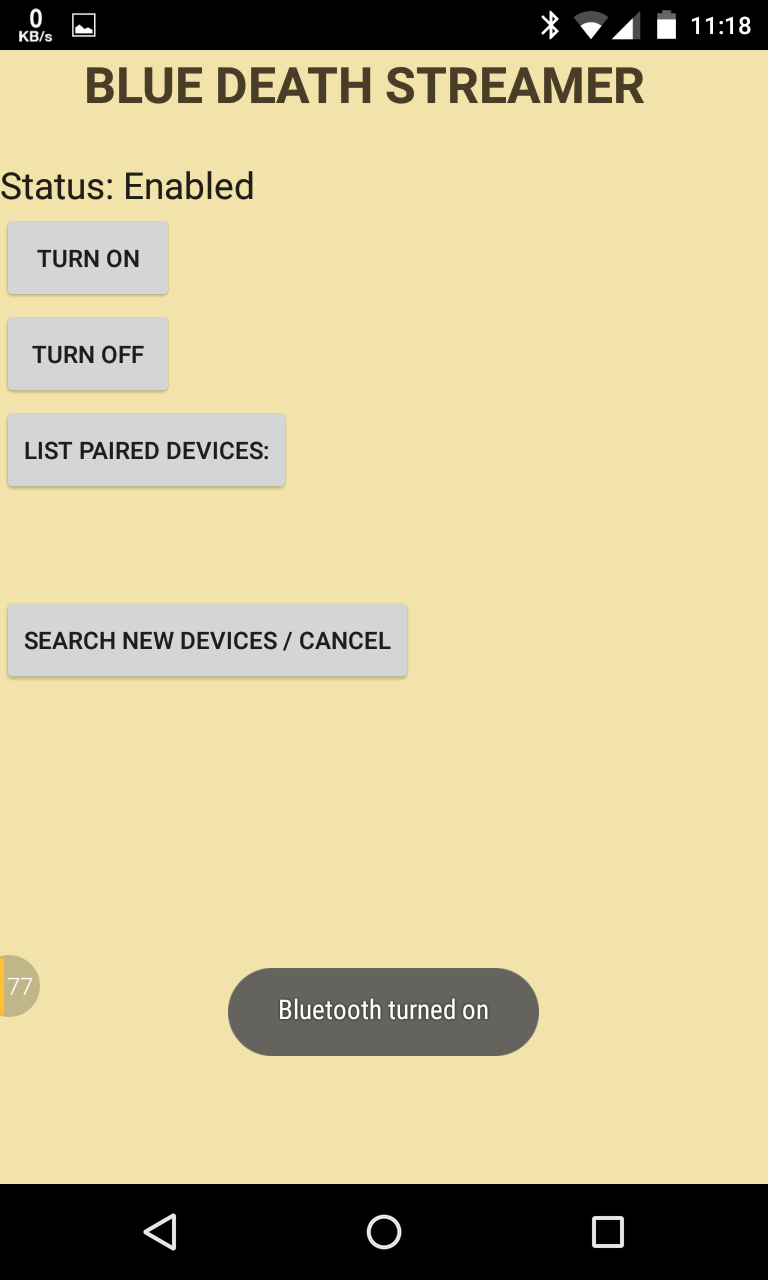 0
KB/s
11:18
BLUE DEATH STREAMER
Status: Enabled
TURN ON
TURN OFF
LIST PAIRED DEVICES:
SEARCH NEW DEVICES / CANCEL
77
Bluetooth turned on